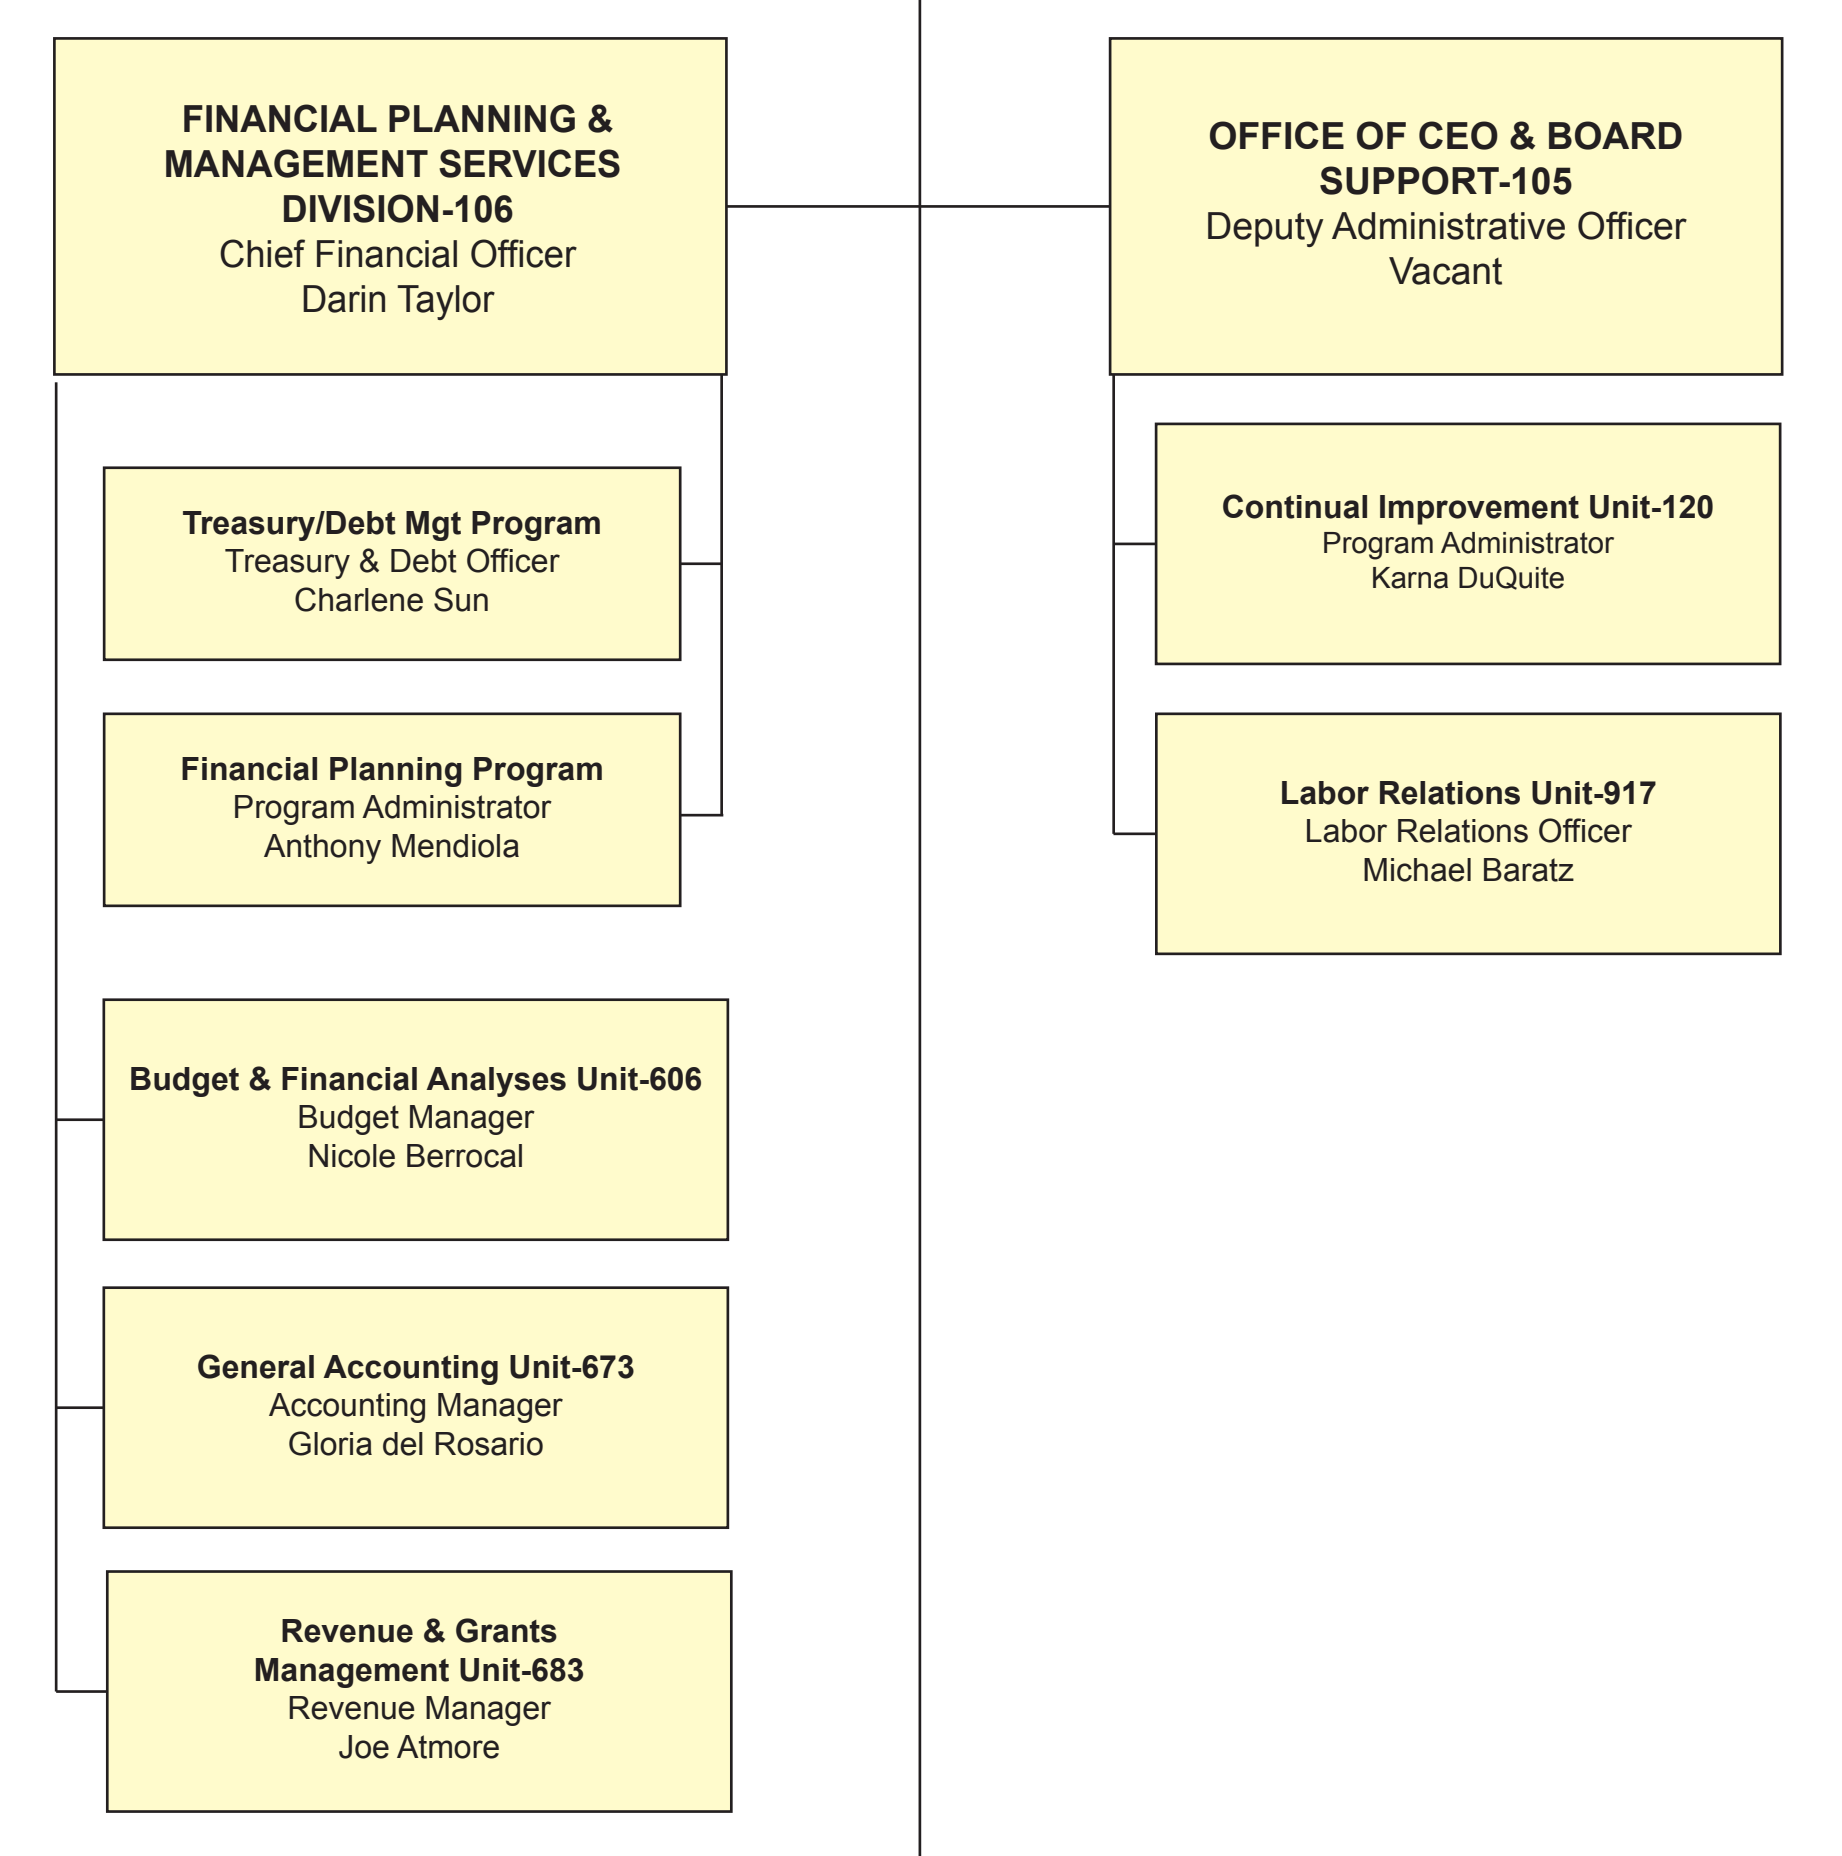 FINANCIAL PLANNING &
MANAGEMENT SERVICES
DIVISION-106
Chief Financial Officer
Darin Taylor
OFFICE OF CEO & BOARD
SUPPORT-105
Deputy Administrative Officer
Vacant
Treasury/Debt Mgt Program
Treasury & Debt Officer
Charlene Sun
Financial Planning Program
Program Administrator
Anthony Mendiola
Budget & Financial Analyses Unit-606
Budget Manager
Nicole Berrocal
General Accounting Unit-673
Accounting Manager
Gloria del Rosario
Revenue & Grants
Management Unit-683
Revenue Manager
Joe Atmore
Continual Improvement Unit-120
Program Administrator
Karna DuQuite
Labor Relations Unit-917
Labor Relations Officer
Michael Baratz